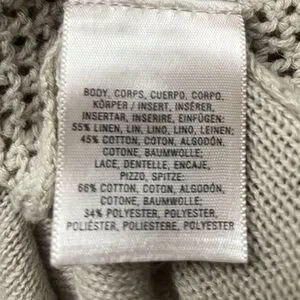 BODY, CORPS, CUERPO, CORPO,
KÖRPER / INSERT, INSÉRER,
INSERTAR, INSERIRE, EINFÜGEN:
55% LINEN, LIN, LINO, LINO, LEINEN;
45% COTTON, COTON, ALGODÓN,
COTONE, BAUMWOLLE;
LACE, DENTELLE, ENCAJE,
PIZZO, SPITZE:
66% COTTON, COTON, ALGODÓN,
COTONE, BAUMWOLLE;
34% POLYESTER, POLYESTER,
POLIÉSTER, POLIESTERE, POLYESTER